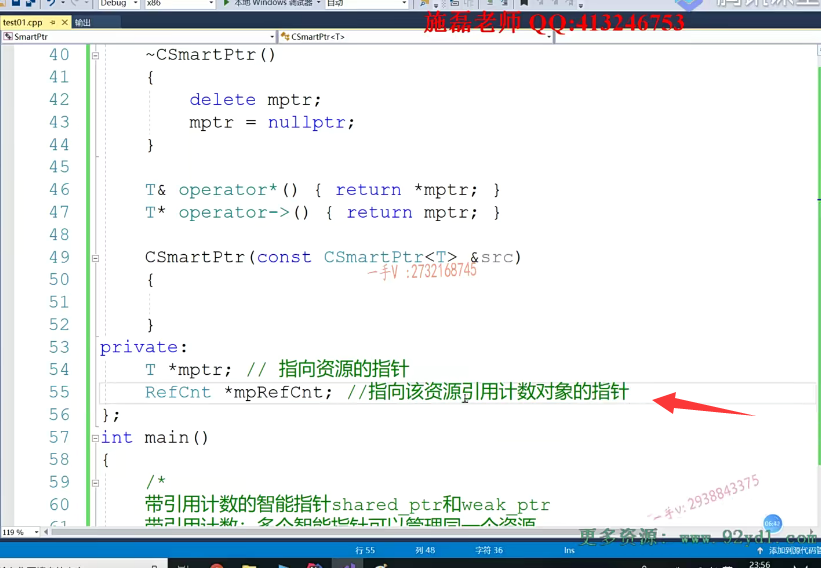 Debug x86 本地 Windows 调试器 自动
test01.cpp 输出
施磊老师 QQ:413246753
SmartPtr CSmartPtr<T>
40 ~CSmartPtr()
41 {
42 delete mptr;
43 mptr = nullptr;
44 }
45
46 T& operator*() { return *mptr; }
47 T* operator->() { return mptr; }
48
49 CSmartPtr(const CSmartPtr<T> &src)
一手V :2732168745
50 {
51
52 }
53 private:
54 T *mptr; // 指向资源的指针
55 RefCnt *mpRefCnt; //指向该资源引用计数对象的指针
56 };
57 int main()
58 {
59 /*
一手v: 2938843375
60 带引用计数的智能指针shared_ptr和weak_ptr
61 带引用计数：多个智能指针可以管理同一个资源
06:42
119 %
更多资源： www.92yd1.com
行 55 列 48 字符 36 Ins 添加到源代码管
23:56